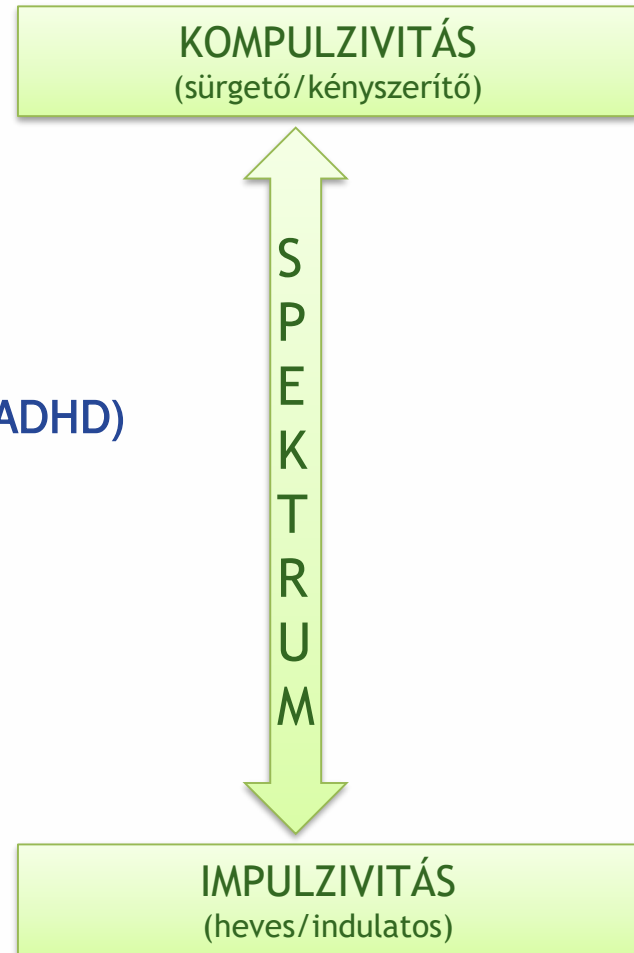 KOMPULZIVITÁS
(sürgető/kényszerítő)
S
P
E
K
T
R
U
M
ADHD)
IMPULZIVITÁS
(heves/indulatos)